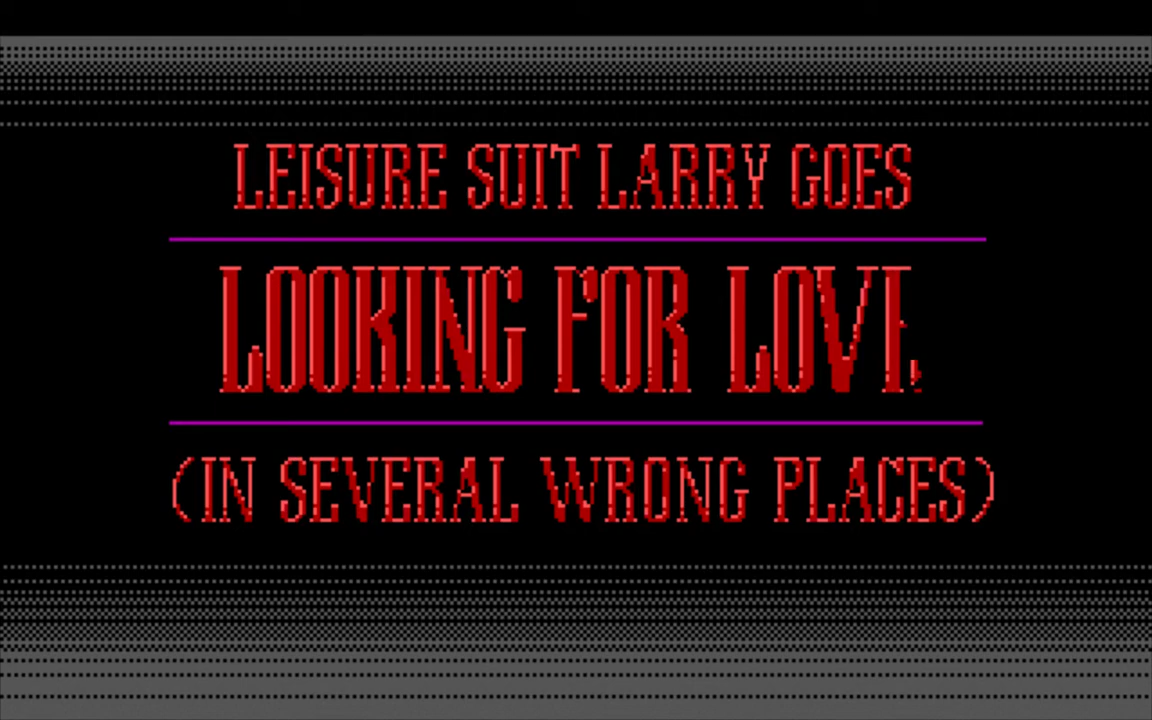 LEISURE SUIT LARRY GOES
LOOKING FOR LOVE
(IN SEVERAL WRONG PLACES)